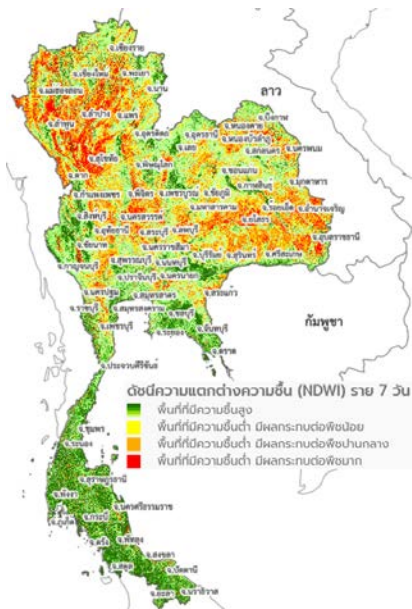 จ.เชียงราย
จ.เชียงใหม่
จ.พะเยา
จ.แม่ฮ่องสอน
จ.น่าน
ลาว
จ.ลำปาง
จ.แพร่
จ.ลำพูน
จ.อุตรดิตถ์
จ.บึงกาฬ
จ.หนองคาย
จ.อุดรธานี
จ.หนองบัวลำภู
จ.เลย
จ.นครพนม
จ.สกลนคร
จ.สุโขทัย
จ.พิษณุโลก
จ.ตาก
จ.ขอนแก่น
จ.กาฬสินธุ์
จ.มุกดาหาร
จ.กำแพงเพชร
จ.พิจิตร
จ.เพชรบูรณ์
จ.ชัยภูมิ
จ.มหาสารคาม
จ.ร้อยเอ็ด
จ.อำนาจเจริญ
จ.ยโสธร
จ.สิงห์บุรี
จ.นครสวรรค์
จ.อุทัยธานี
จ.สระบุรี
จ.ลพบุรี
จ.อุบลราชธานี
จ.ชัยนาท
จ.นครราชสีมา
จ.บุรีรัมย์
จ.สุรินทร์
จ.ศรีสะเกษ
จ.กาญจนบุรี
จ.สุพรรณบุรี
จ.นนทบุรี
จ.ปราจีนบุรี
จ.นครนายก
จ.สระแก้ว
จ.นครปฐม
จ.สมุทรสาคร
จ.ราชบุรี
จ.สมุทรสงคราม
จ.ชลบุรี
จ.เพชรบุรี
จ.ระยอง
จ.จันทบุรี
กัมพูชา
จ.ตราด
จ.ประจวบคีรีขันธ์
ดัชนีความแตกต่างความชื้น (NDWI) ราย 7 วัน
พื้นที่ที่มีความชื้นสูง
พื้นที่ที่มีความชื้นต่ำ มีผลกระทบต่อพืชน้อย
พื้นที่ที่มีความชื้นต่ำ มีผลกระทบต่อพืชปานกลาง
พื้นที่ที่มีความชื้นต่ำ มีผลกระทบต่อพืชมาก
จ.ชุมพร
จ.ระนอง
จ.สุราษฎร์ธานี
จ.พังงา
จ.นครศรีธรรมราช
จ.กระบี่
จ.ภูเก็ต
จ.ตรัง
จ.พัทลุง
จ.สงขลา
จ.สตูล
จ.ปัตตานี
จ.ยะลา
จ.นราธิวาส